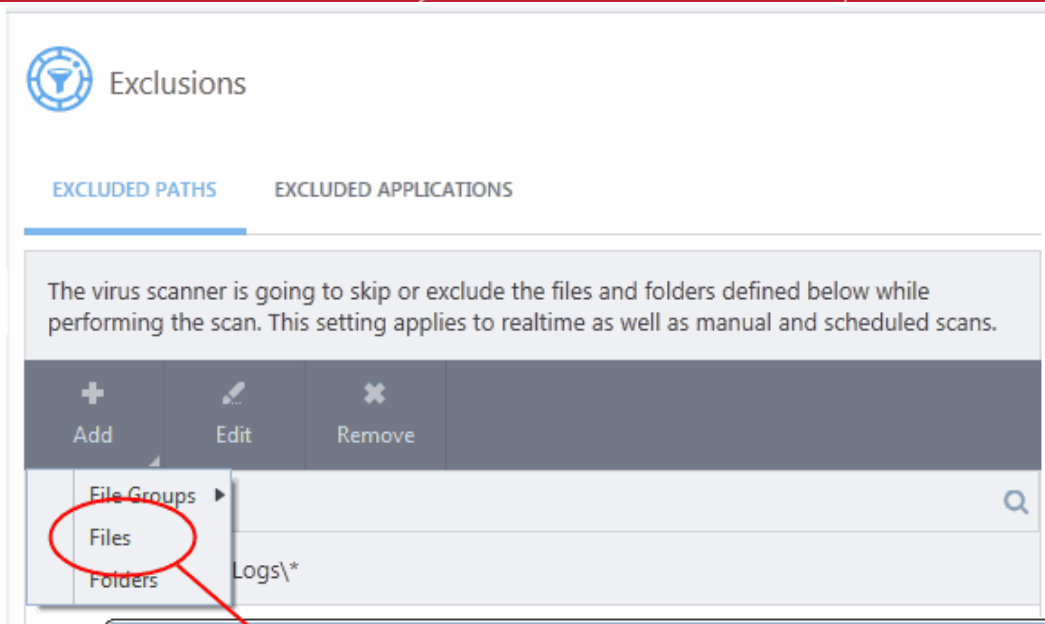 Exclusions
EXCLUDED PATHS EXCLUDED APPLICATIONS
The virus scanner is going to skip or exclude the files and folders defined below while
performing the scan. This setting applies to realtime as well as manual and scheduled scans.
Add Edit Remove
File Groups
Files
Folders Logs\*